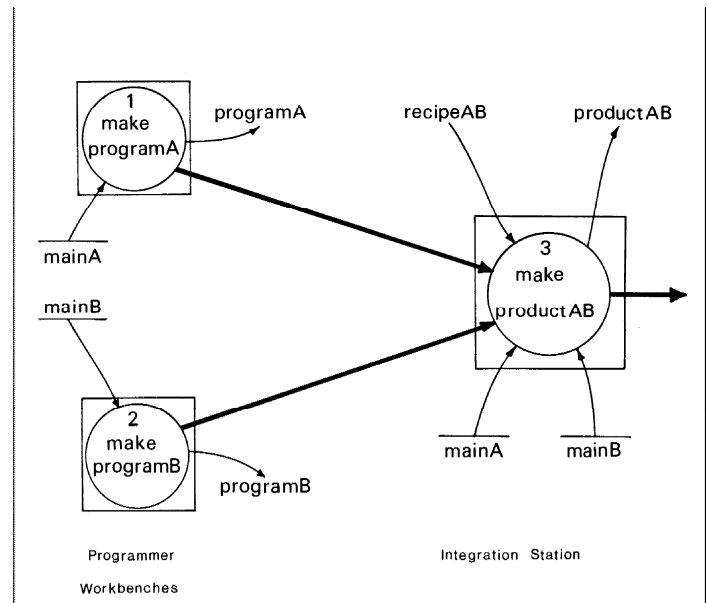 1
make
programA
programA
mainA
mainB
2
make
programB
programB
recipeAB
productAB
3
make
productAB
mainA
mainB
Programmer
Workbenches
Integration Station